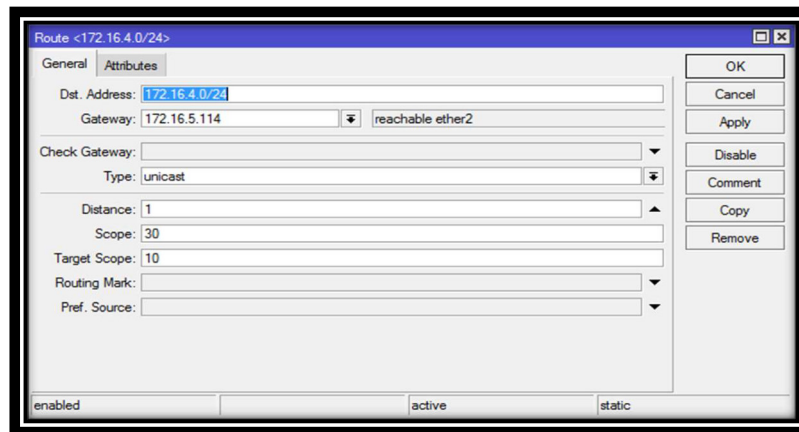 Route <172.16.4.0/24>
General Attributes
Dst. Address: 172.16.4.0/24
Gateway: 172.16.5.114 reachable ether2
Check Gateway:
Type: unicast
Distance: 1
Scope: 30
Target Scope: 10
Routing Mark:
Pref. Source:
OK
Cancel
Apply
Disable
Comment
Copy
Remove
enabled active static